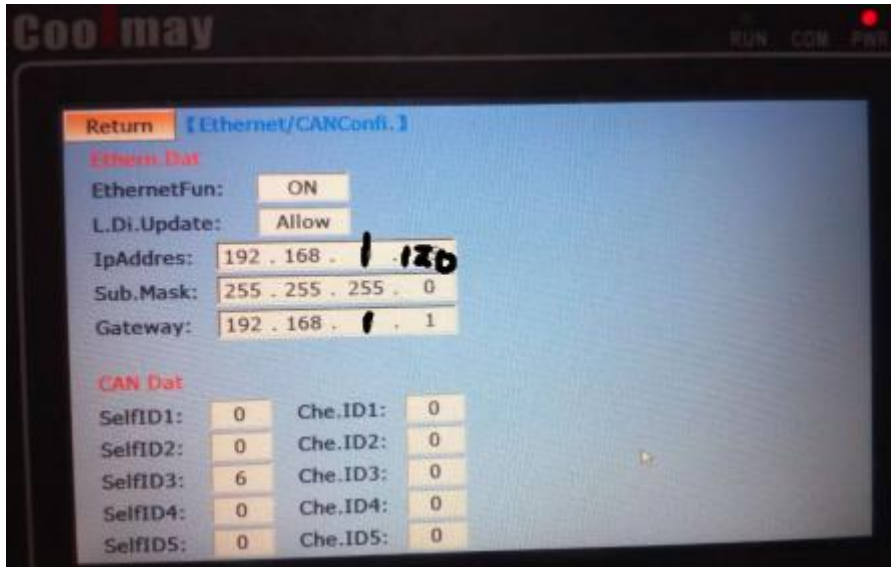 Coolmay
RUN COM PWR
Return 【Ethernet/CANConfi.】
Ethern.Dat
EthernetFun: ON
L.Di.Update: Allow
IpAddres: 192 . 168 . 1 . 120
Sub.Mask: 255 . 255 . 255 . 0
Gateway: 192 . 168 . 1 . 1
CAN Dat
SelfID1: 0 Che.ID1: 0
SelfID2: 0 Che.ID2: 0
SelfID3: 6 Che.ID3: 0
SelfID4: 0 Che.ID4: 0
SelfID5: 0 Che.ID5: 0